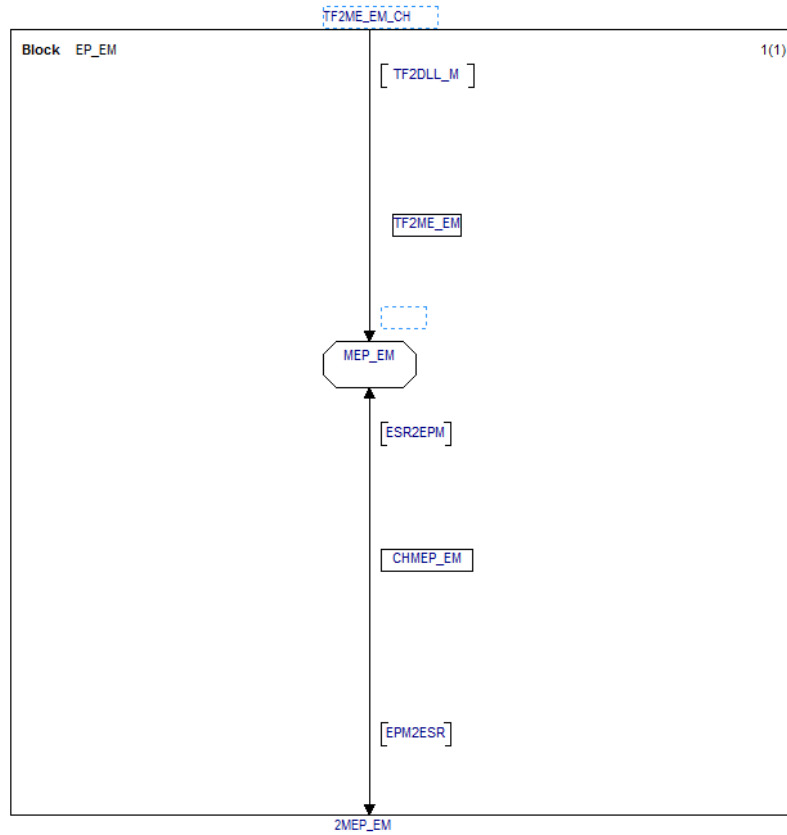 TF2ME_EM_CH
Block EP_EM 1(1)
[ TF2DLL_M ]
TF2ME_EM
MEP_EM
[ESR2EPM]
CHMEP_EM
[EPM2ESR]
2MEP_EM